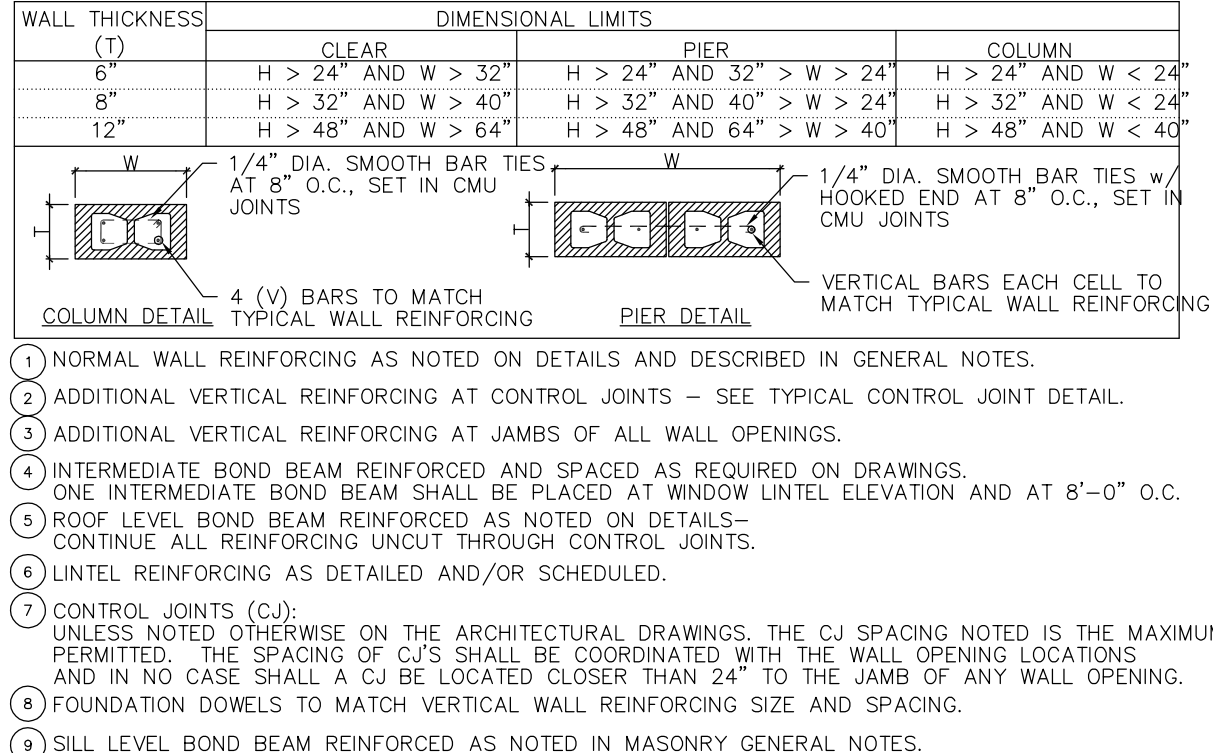 WALL THICKNESS (T)
DIMENSIONAL LIMITS
CLEAR PIER COLUMN
6" H > 24" AND W > 32" H > 24" AND 32" > W > 24" H > 24" AND W < 24"
8" H > 32" AND W > 40" H > 32" AND 40" > W > 24" H > 32" AND W < 24"
12" H > 48" AND W > 64" H > 48" AND 64" > W > 40" H > 48" AND W < 40"
W
T
1/4" DIA. SMOOTH BAR TIES
AT 8" O.C., SET IN CMU
JOINTS
4 (V) BARS TO MATCH
TYPICAL WALL REINFORCING
COLUMN DETAIL
W
T
1/4" DIA. SMOOTH BAR TIES w/
HOOKED END AT 8" O.C., SET IN
CMU JOINTS
VERTICAL BARS EACH CELL TO
MATCH TYPICAL WALL REINFORCING
PIER DETAIL
1 NORMAL WALL REINFORCING AS NOTED ON DETAILS AND DESCRIBED IN GENERAL NOTES.
2 ADDITIONAL VERTICAL REINFORCING AT CONTROL JOINTS – SEE TYPICAL CONTROL JOINT DETAIL.
3 ADDITIONAL VERTICAL REINFORCING AT JAMBS OF ALL WALL OPENINGS.
4 INTERMEDIATE BOND BEAM REINFORCED AND SPACED AS REQUIRED ON DRAWINGS.
ONE INTERMEDIATE BOND BEAM SHALL BE PLACED AT WINDOW LINTEL ELEVATION AND AT 8'–0" O.C.
5 ROOF LEVEL BOND BEAM REINFORCED AS NOTED ON DETAILS–
CONTINUE ALL REINFORCING UNCUT THROUGH CONTROL JOINTS.
6 LINTEL REINFORCING AS DETAILED AND/OR SCHEDULED.
7 CONTROL JOINTS (CJ):
UNLESS NOTED OTHERWISE ON THE ARCHITECTURAL DRAWINGS. THE CJ SPACING NOTED IS THE MAXIMUM
PERMITTED. THE SPACING OF CJ'S SHALL BE COORDINATED WITH THE WALL OPENING LOCATIONS
AND IN NO CASE SHALL A CJ BE LOCATED CLOSER THAN 24" TO THE JAMB OF ANY WALL OPENING.
8 FOUNDATION DOWELS TO MATCH VERTICAL WALL REINFORCING SIZE AND SPACING.
9 SILL LEVEL BOND BEAM REINFORCED AS NOTED IN MASONRY GENERAL NOTES.